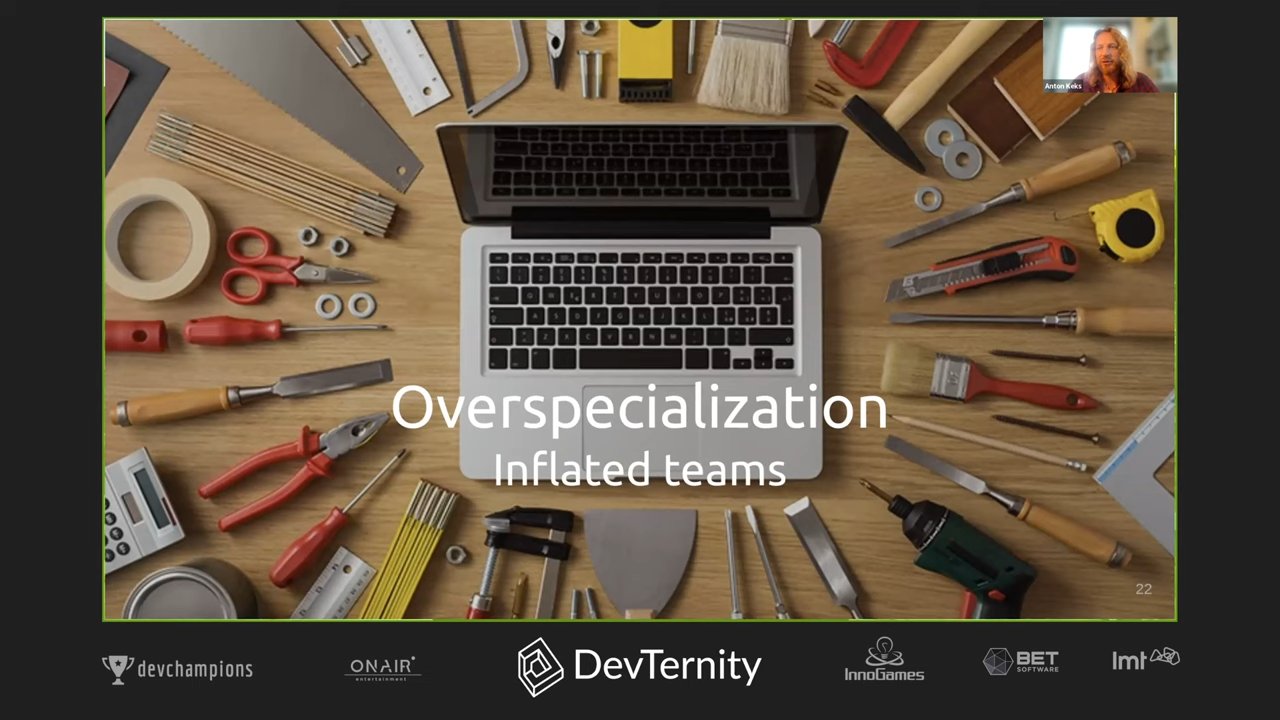 Anton Keks
Overspecialization
Inflated teams
22
devchampions
ONAIR
entertainment
DevTernity
INNOGAMES
BET
SOFTWARE
lmt